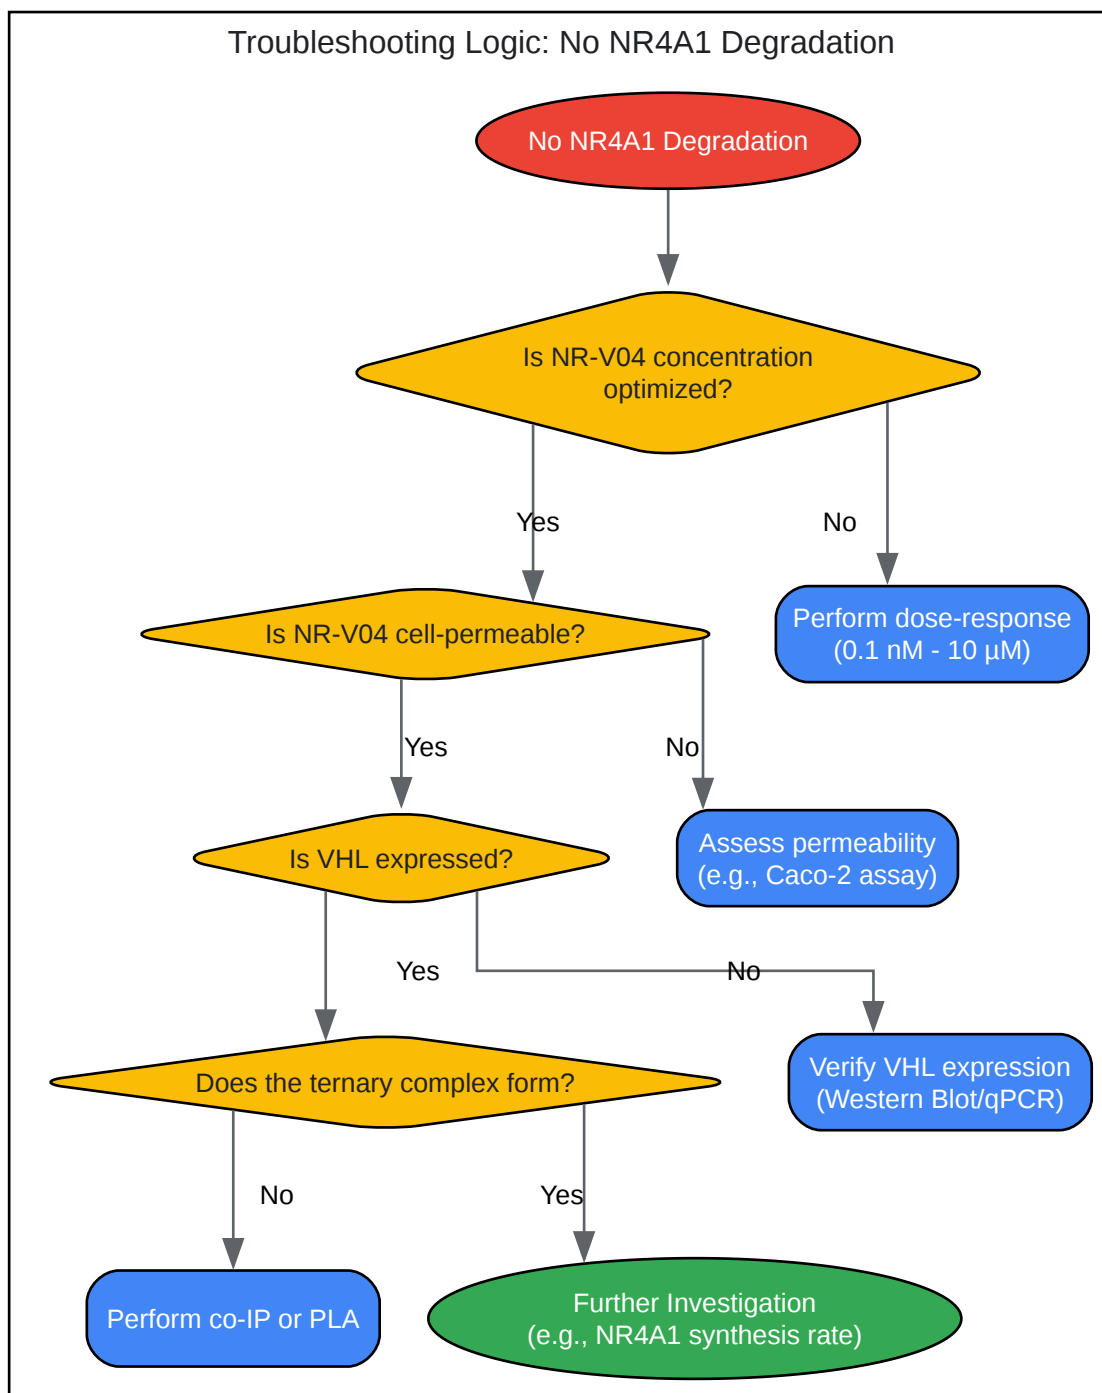 Troubleshooting Logic: No NR4A1 Degradation
No NR4A1 Degradation
Is NR-V04 concentration
optimized?
Yes
No
Perform dose-response
(0.1 nM - 10 µM)
Is NR-V04 cell-permeable?
Yes
No
Assess permeability
(e.g., Caco-2 assay)
Is VHL expressed?
Yes
No
Verify VHL expression
(Western Blot/qPCR)
Does the ternary complex form?
No
Yes
Perform co-IP or PLA
Further Investigation
(e.g., NR4A1 synthesis rate)